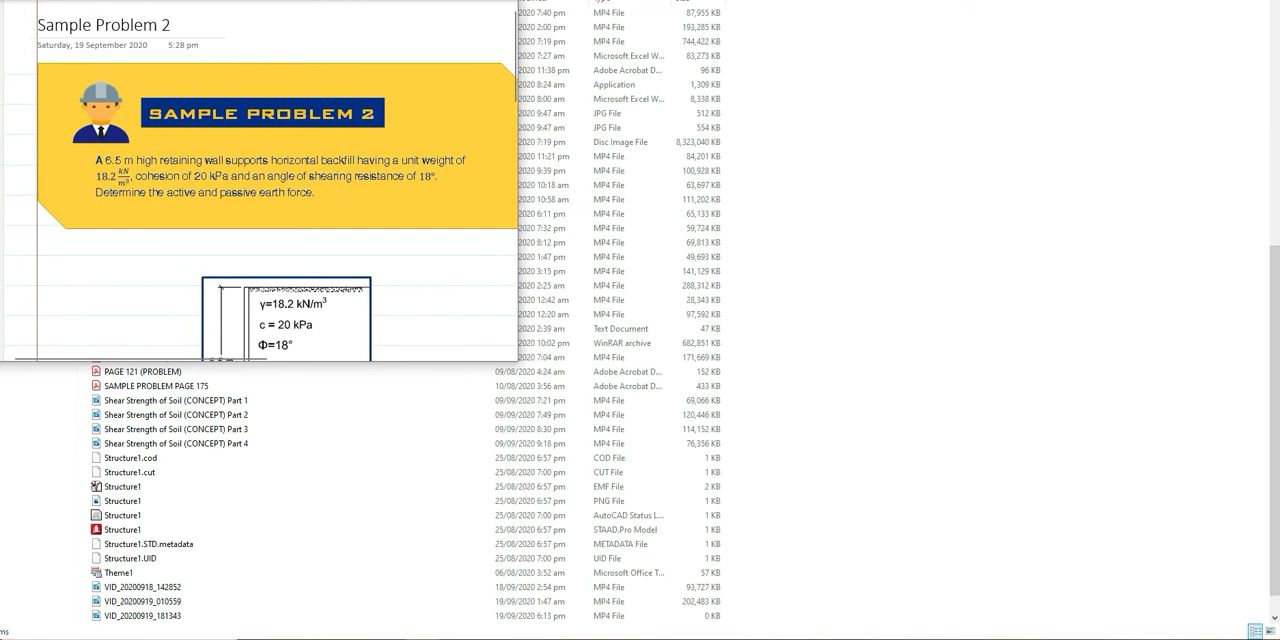 Sample Problem 2
Saturday, 19 September 2020 5:28 pm
SAMPLE PROBLEM 2
A 6.5 m high retaining wall supports horizontal backfill having a unit weight of
18.2 kN/m³, cohesion of 20 kPa and an angle of shearing resistance of 18°.
Determine the active and passive earth force.
γ=18.2 kN/m³
c = 20 kPa
Φ=18°
2020 7:40 pm MP4 File 87,955 KB
2020 2:00 pm MP4 File 193,285 KB
2020 7:19 pm MP4 File 744,422 KB
2020 7:27 am Microsoft Excel W... 83,273 KB
2020 11:38 pm Adobe Acrobat D... 96 KB
2020 8:24 am Application 1,309 KB
2020 8:00 am Microsoft Excel W... 8,338 KB
2020 9:47 am JPG File 512 KB
2020 9:47 am JPG File 554 KB
2020 7:19 pm Disc Image File 8,323,040 KB
2020 11:21 pm MP4 File 84,201 KB
2020 9:39 pm MP4 File 100,928 KB
2020 10:18 am MP4 File 63,697 KB
2020 10:58 am MP4 File 111,202 KB
2020 6:11 pm MP4 File 65,133 KB
2020 7:32 pm MP4 File 59,724 KB
2020 8:12 pm MP4 File 69,813 KB
2020 1:47 pm MP4 File 49,693 KB
2020 3:15 pm MP4 File 141,129 KB
2020 2:25 am MP4 File 288,312 KB
2020 12:42 am MP4 File 28,343 KB
2020 12:20 am MP4 File 97,592 KB
2020 2:39 am Text Document 47 KB
2020 10:02 pm WinRAR archive 682,851 KB
2020 7:04 am MP4 File 171,669 KB
PAGE 121 (PROBLEM) 09/08/2020 4:24 am Adobe Acrobat D... 152 KB
SAMPLE PROBLEM PAGE 175 10/08/2020 3:56 am Adobe Acrobat D... 433 KB
Shear Strength of Soil (CONCEPT) Part 1 09/09/2020 7:21 pm MP4 File 69,066 KB
Shear Strength of Soil (CONCEPT) Part 2 09/09/2020 7:49 pm MP4 File 120,446 KB
Shear Strength of Soil (CONCEPT) Part 3 09/09/2020 8:30 pm MP4 File 114,152 KB
Shear Strength of Soil (CONCEPT) Part 4 09/09/2020 9:18 pm MP4 File 76,356 KB
Structure1.cod 25/08/2020 6:57 pm COD File 1 KB
Structure1.cut 25/08/2020 7:00 pm CUT File 1 KB
Structure1 25/08/2020 6:57 pm EMF File 2 KB
Structure1 25/08/2020 6:57 pm PNG File 1 KB
Structure1 25/08/2020 7:00 pm AutoCAD Status L... 1 KB
Structure1 25/08/2020 6:57 pm STAAD.Pro Model 1 KB
Structure1.STD.metadata 25/08/2020 6:57 pm METADATA File 1 KB
Structure1.UID 25/08/2020 7:00 pm UID File 1 KB
Theme1 06/08/2020 3:52 am Microsoft Office T... 57 KB
VID_20200918_142852 18/09/2020 2:54 pm MP4 File 93,727 KB
VID_20200919_010559 19/09/2020 1:47 am MP4 File 202,483 KB
VID_20200919_181343 19/09/2020 6:13 pm MP4 File 0 KB